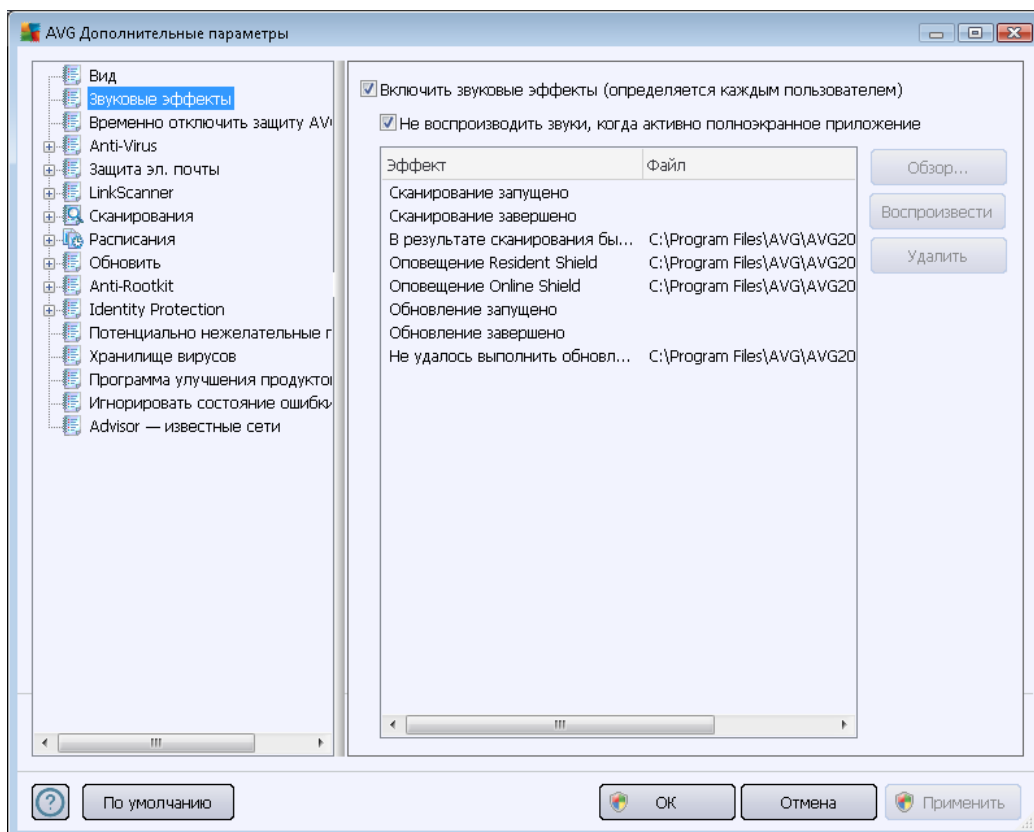 AVG Дополнительные параметры
Вид
Звуковые эффекты
Временно отключить защиту AV
Anti-Virus
Защита эл. почты
LinkScanner
Сканирования
Расписания
Обновить
Anti-Rootkit
Identity Protection
Потенциально нежелательные
Хранилище вирусов
Программа улучшения
Игнорировать состояние
Advisor — известные сети
Включить звуковые эффекты (определяется каждым пользователем)
Не воспроизводить звуки, когда активно полноэкранное приложение
Эффект Файл
Сканирование запущено
Сканирование завершено
В результате сканирования бы... C:\Program Files\AVG\AVG20
Оповещение Resident Shield C:\Program Files\AVG\AVG20
Оповещение Online Shield C:\Program Files\AVG\AVG20
Обновление запущено
Обновление завершено
Не удалось выполнить обновл... C:\Program Files\AVG\AVG20
Обзор...
Воспроизвести
Удалить
По умолчанию
ОК
Отмена
Применить